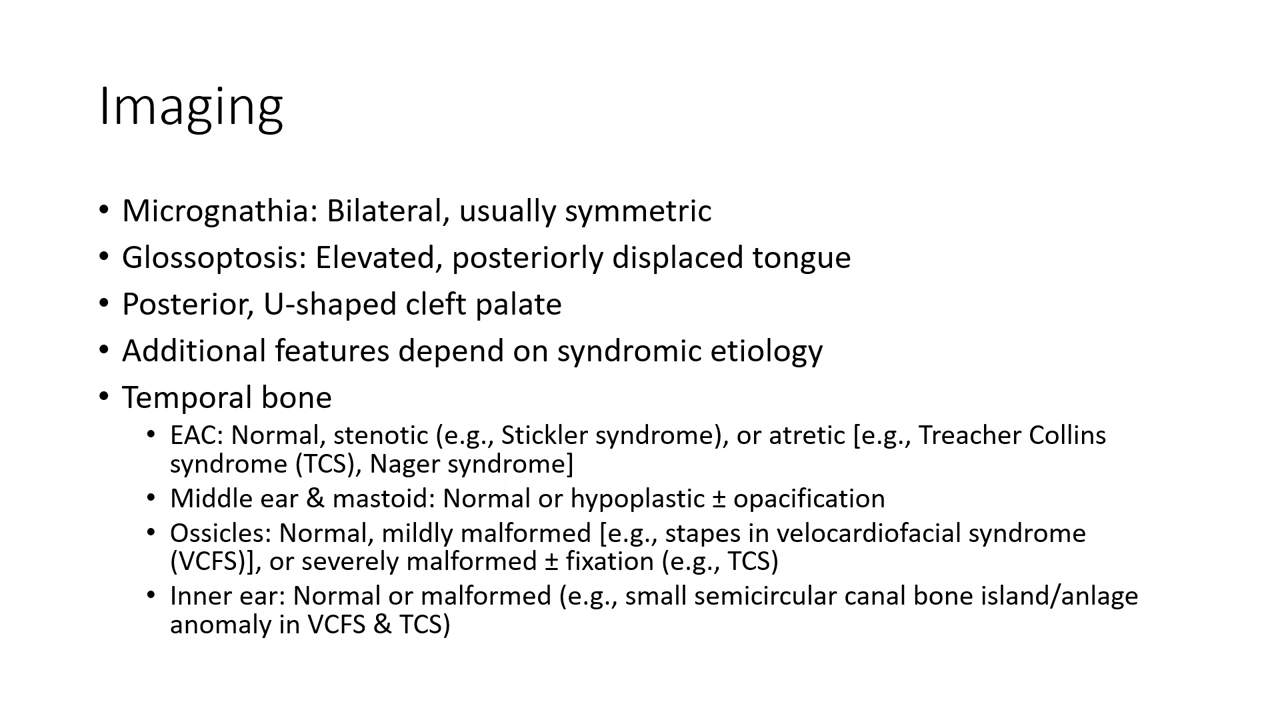 Imaging
• Micrognathia: Bilateral, usually symmetric
• Glossoptosis: Elevated, posteriorly displaced tongue
• Posterior, U-shaped cleft palate
• Additional features depend on syndromic etiology
• Temporal bone
• EAC: Normal, stenotic (e.g., Stickler syndrome), or atretic [e.g., Treacher Collins
syndrome (TCS), Nager syndrome]
• Middle ear & mastoid: Normal or hypoplastic ± opacification
• Ossicles: Normal, mildly malformed [e.g., stapes in velocardiofacial syndrome
(VCFS)], or severely malformed ± fixation (e.g., TCS)
• Inner ear: Normal or malformed (e.g., small semicircular canal bone island/anlage
anomaly in VCFS & TCS)